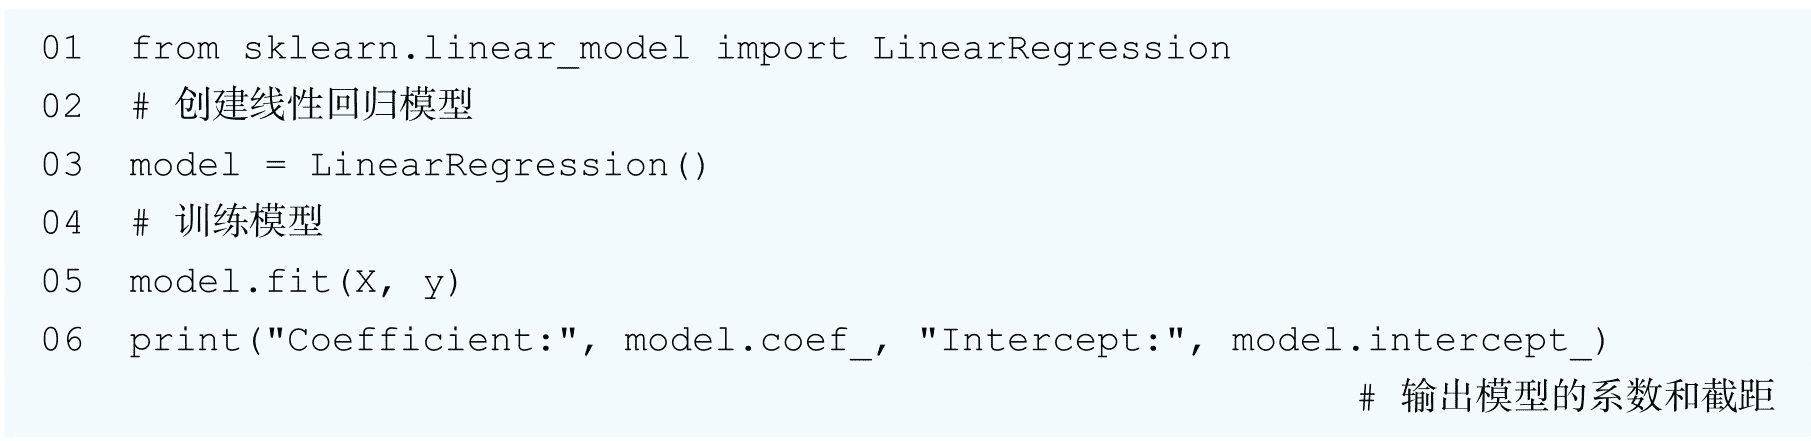 01 from sklearn.linear_model import LinearRegression
02 # 创建线性回归模型
03 model = LinearRegression()
04 # 训练模型
05 model.fit(X, y)
06 print("Coefficient:", model.coef_, "Intercept:", model.intercept_)
# 输出模型的系数和截距